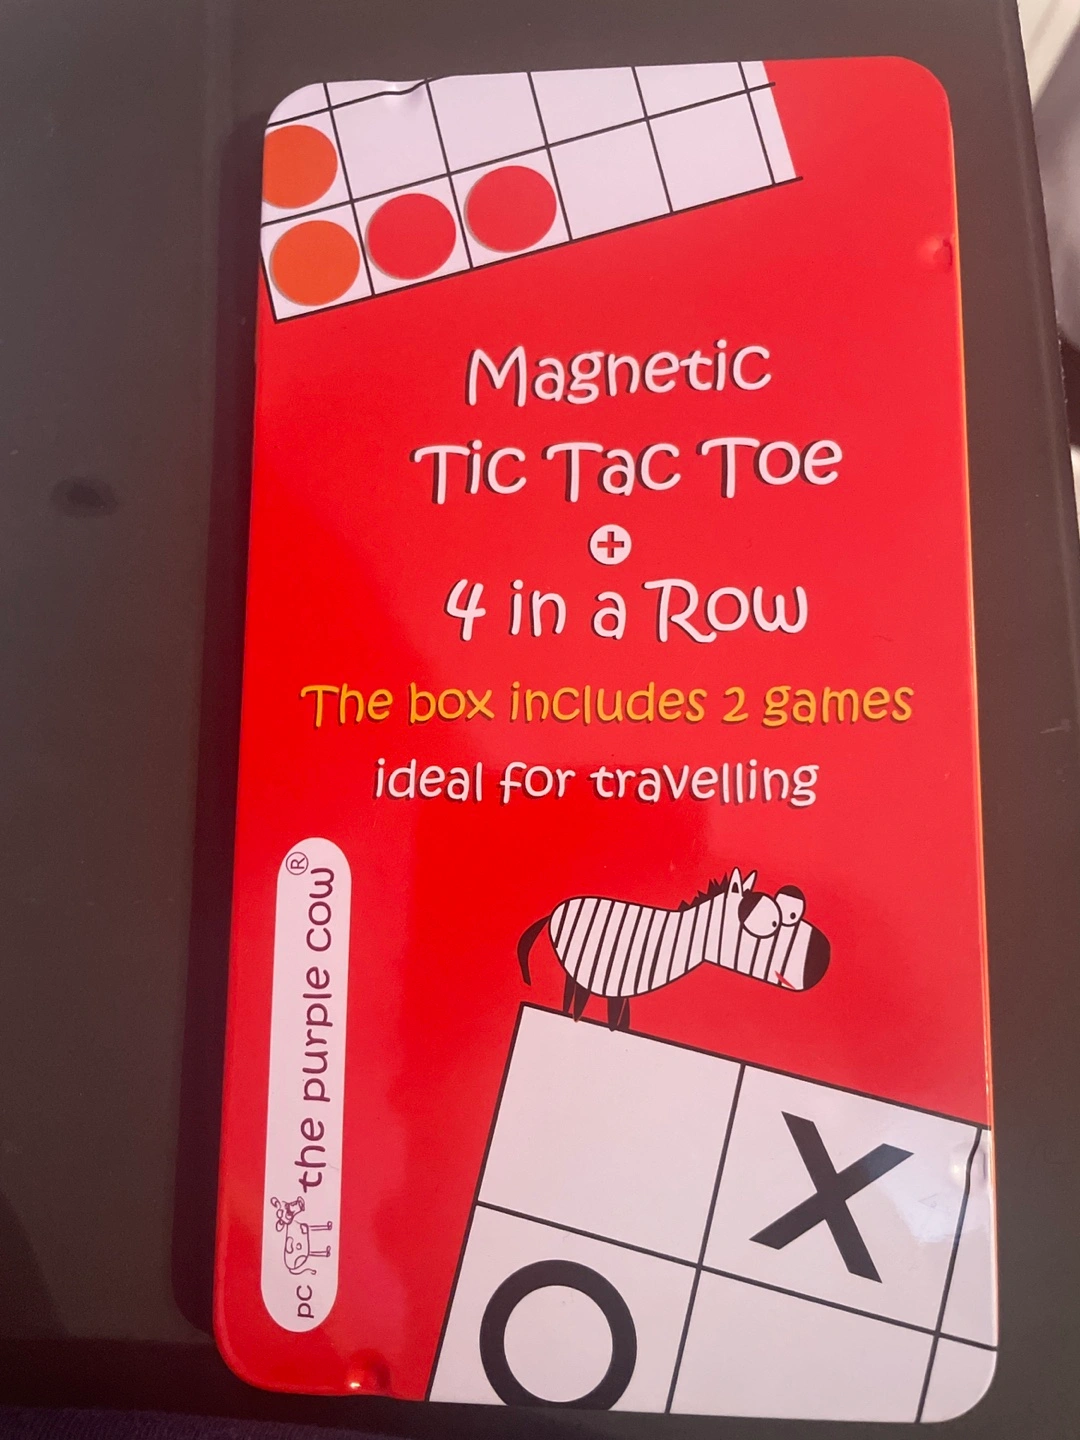 Magnetic
Tic Tac Toe
+
4 in a Row
The box includes 2 games
ideal for travelling
pc the purple cow®
X
O